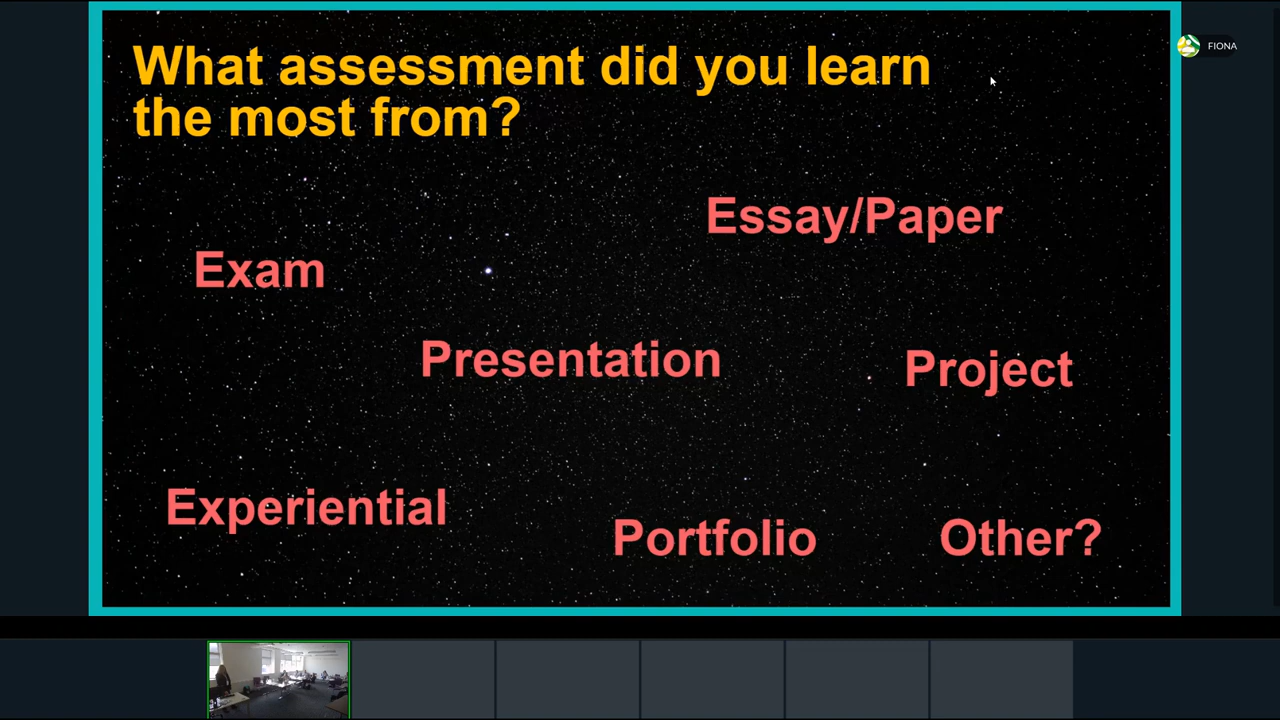 What assessment did you learn
the most from?
FIONA
Essay/Paper
Exam
Presentation
Project
Experiential
Portfolio
Other?